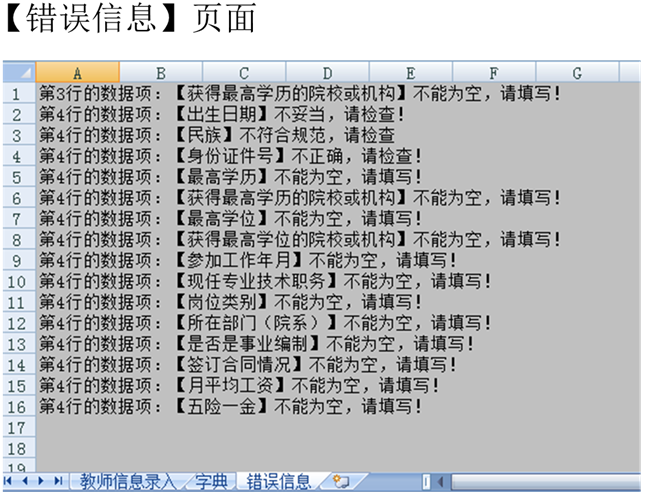 【错误信息】页面
A B C D E F G
1 第3行的数据项：【获得最高学历的院校或机构】不能为空，请填写！
2 第4行的数据项：【出生日期】不妥当，请检查！
3 第4行的数据项：【民族】不符合规范，请检查
4 第4行的数据项：【身份证件号】不正确，请检查！
5 第4行的数据项：【最高学历】不能为空，请填写！
6 第4行的数据项：【获得最高学历的院校或机构】不能为空，请填写！
7 第4行的数据项：【最高学位】不能为空，请填写！
8 第4行的数据项：【获得最高学位的院校或机构】不能为空，请填写！
9 第4行的数据项：【参加工作年月】不能为空，请填写！
10 第4行的数据项：【现任专业技术职务】不能为空，请填写！
11 第4行的数据项：【岗位类别】不能为空，请填写！
12 第4行的数据项：【所在部门（院系）】不能为空，请填写！
13 第4行的数据项：【是否是事业编制】不能为空，请填写！
14 第4行的数据项：【签订合同情况】不能为空，请填写！
15 第4行的数据项：【月平均工资】不能为空，请填写！
16 第4行的数据项：【五险一金】不能为空，请填写！
17
18
19
教师信息录入 字典 错误信息